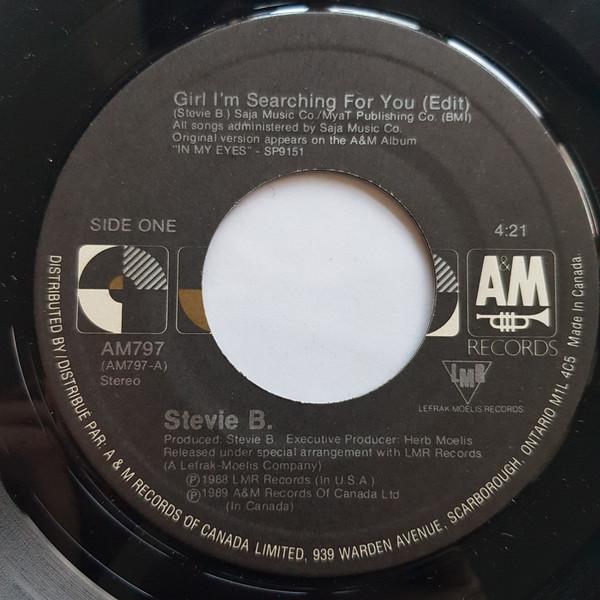 Girl I'm Searching For You (Edit)
(Stevie B.) Saja Music Co./MyaT Publishing Co. (BMI)
All songs administered by Saja Music Co.
Original version appears on the A&M Album
"IN MY EYES" - SP9151
SIDE ONE
4:21
A&M
RECORDS
AM797
(AM797-A)
Stereo
LMR
LEFRAK MOELIS RECORDS
Stevie B.
Produced: Stevie B. Executive Producer: Herb Moelis
Released under special arrangement with LMR Records
(A Lefrak-Moelis Company)
Ⓟ1988 LMR Records (In U.S.A)
Ⓟ1989 A&M Records Of Canada Ltd
(In Canada)
DISTRIBUTED BY/DISTRIBUE PAR: A & M RECORDS OF CANADA LIMITED, 939 WARDEN AVENUE, SCARBOROUGH, ONTARIO M1L 4C5 Made In Canada.